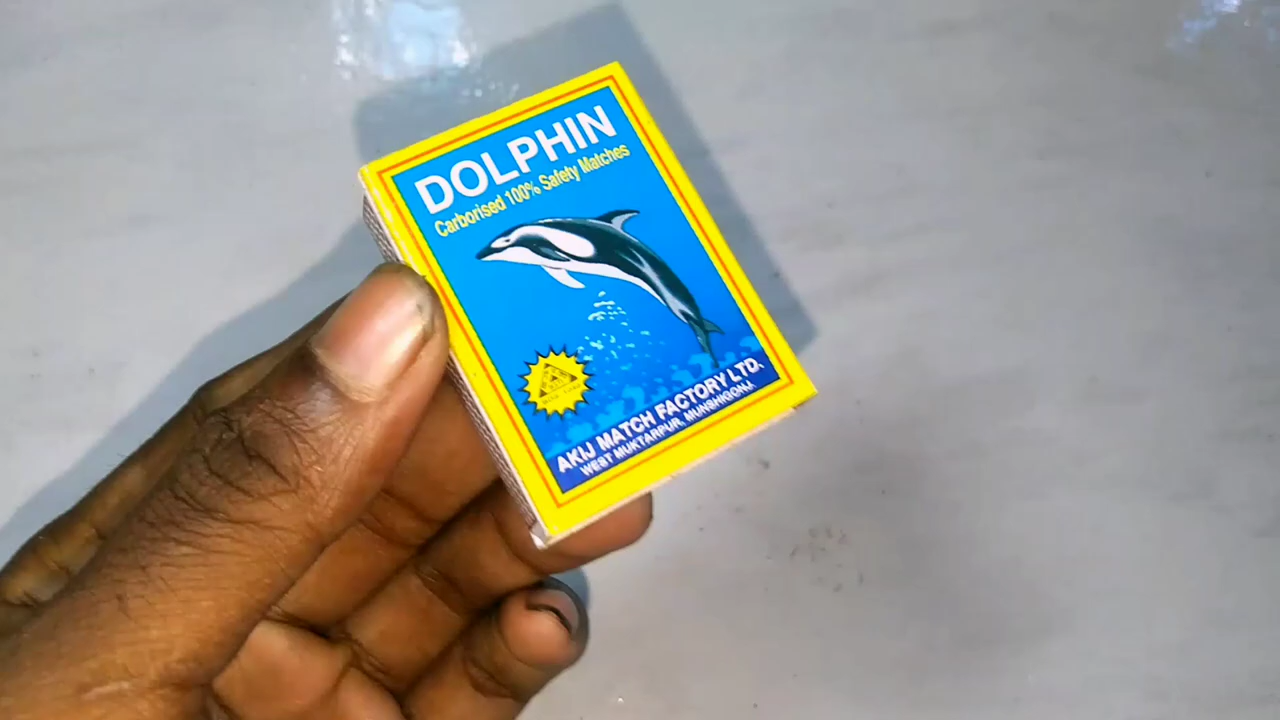 DOLPHIN
Carborised 100% Safety Matches
AKIJ MATCH FACTORY LTD.
WEST MUKTARPUR, MUNSHIGONJ.